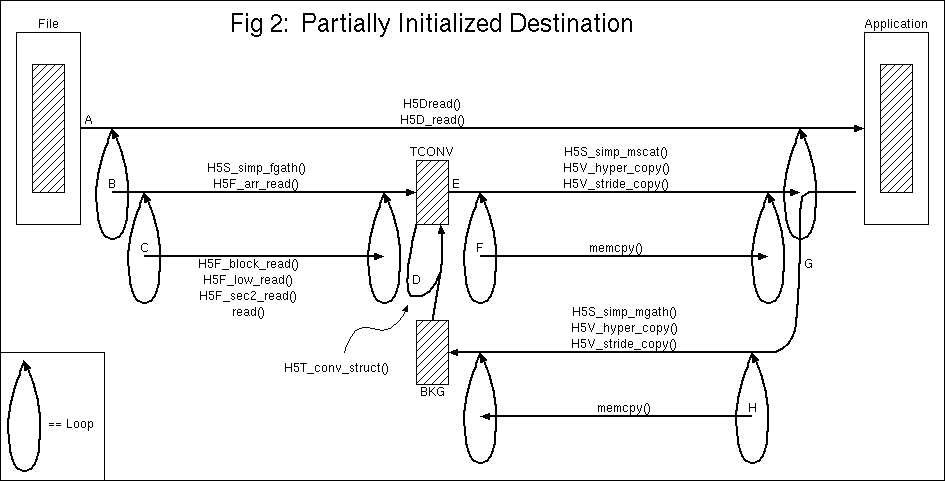 Fig 2:  Partially Initialized Destination
File
Application
A
H5Dread()
H5D_read()
TCONV
B
H5S_simp_fgath()
H5F_arr_read()
E
H5S_simp_mscat()
H5V_hyper_copy()
H5V_stride_copy()
C
H5F_block_read()
H5F_low_read()
H5F_sec2_read()
read()
D
F
memcpy()
G
H5T_conv_struct()
BKG
H5S_simp_mgath()
H5V_hyper_copy()
H5V_stride_copy()
memcpy()
H
== Loop